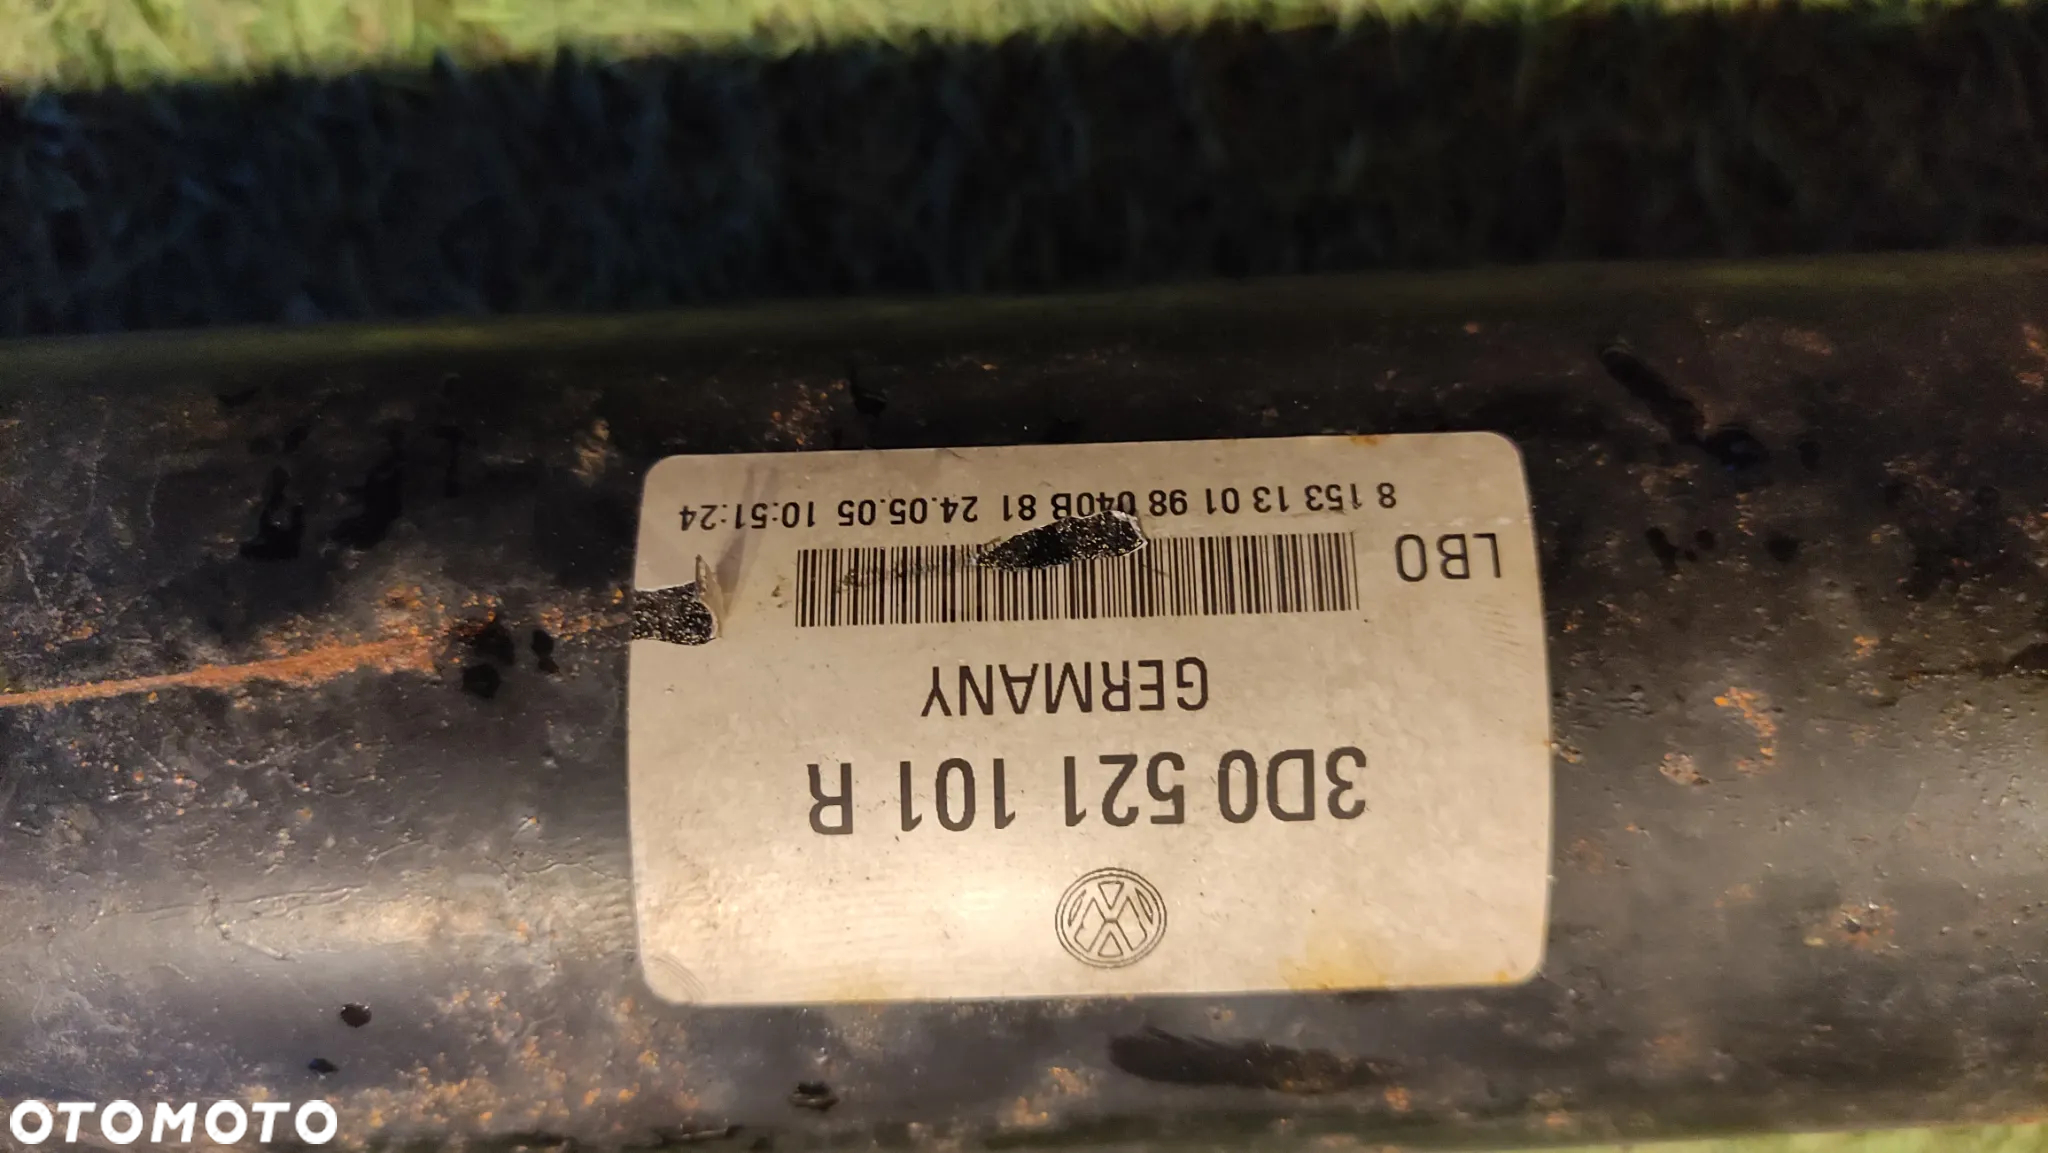 3D0 521 101 R
GERMANY
LBO
8 153 13 01 98 040B 81 24.05.05 10:51:24
OTOMOTO